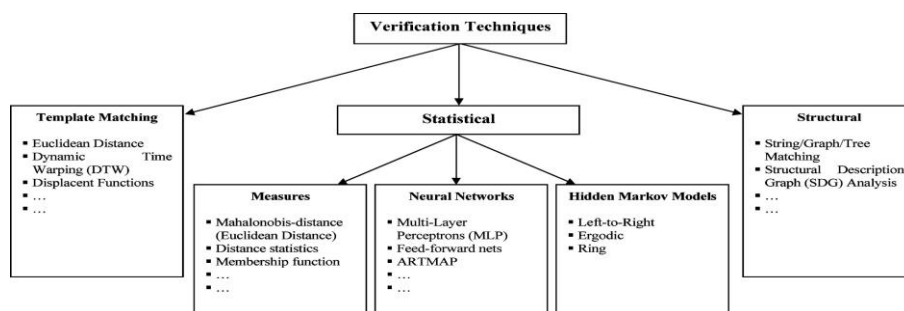 Verification Techniques
Template Matching
▪ Euclidean Distance
▪ Dynamic Time
Warping (DTW)
▪ Displacent Functions
▪ …
▪ …
Statistical
Structural
▪ String/Graph/Tree
Matching
▪ Structural Description
Graph (SDG) Analysis
▪ …
▪ …
Measures
▪ Mahalonobis-distance
(Euclidean Distance)
▪ Distance statistics
▪ Membership function
▪ …
▪ …
Neural Networks
▪ Multi-Layer
Perceptrons (MLP)
▪ Feed-forward nets
▪ ARTMAP
▪ …
▪ …
Hidden Markov Models
▪ Left-to-Right
▪ Ergodic
▪ Ring